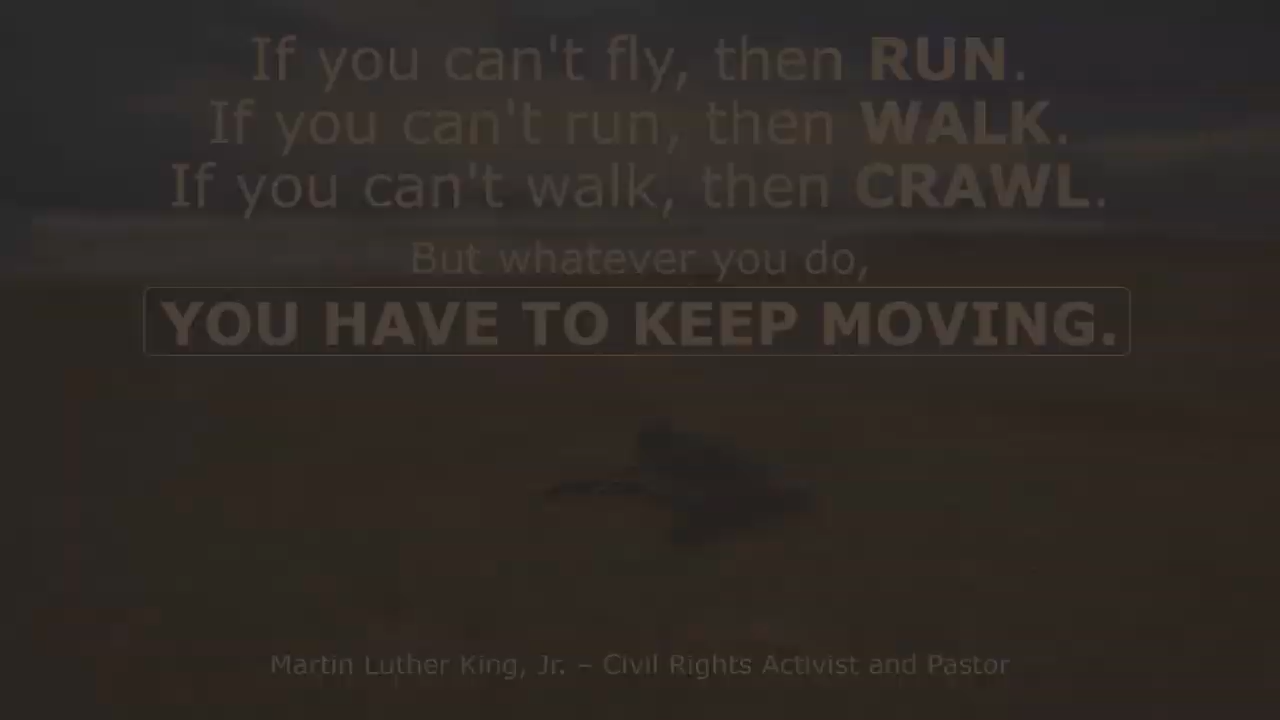 If you can't fly, then RUN.
If you can't run, then WALK.
If you can't walk, then CRAWL.
But whatever you do,
YOU HAVE TO KEEP MOVING.
Martin Luther King, Jr. – Civil Rights Activist and Pastor